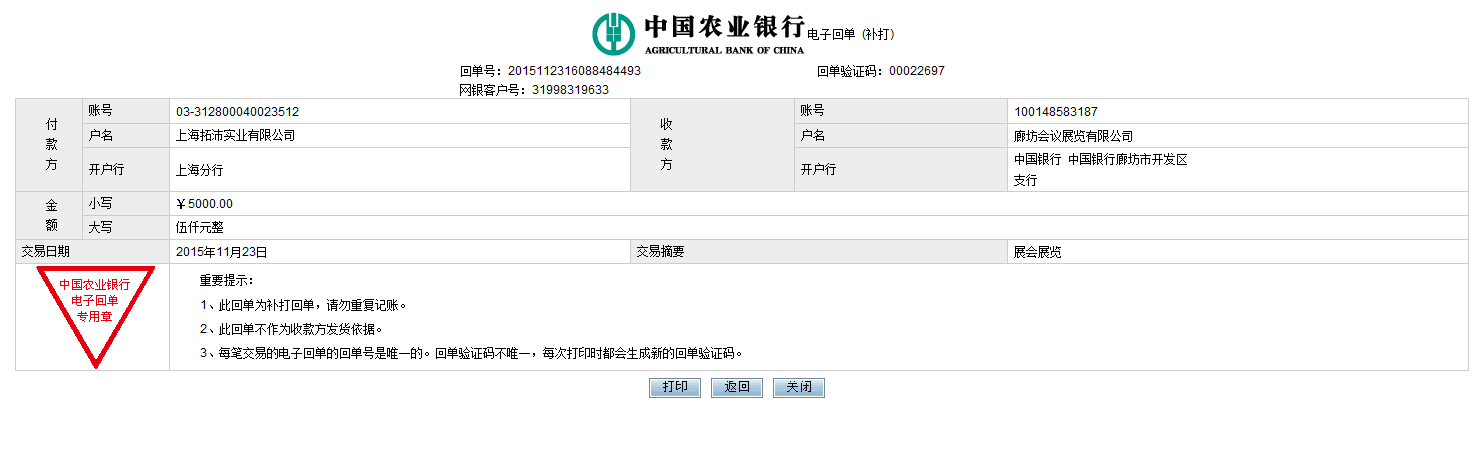 中国农业银行
AGRICULTURAL BANK OF CHINA
电子回单（补打）
回单号：2015112316088484493 回单验证码：00022697
网银客户号：31998319633
付款方 账号 03-312800040023512 收款方 账号 100148583187
户名 上海拓沛实业有限公司 户名 廊坊会议展览有限公司
开户行 上海分行 开户行 中国银行 中国银行廊坊市开发区
支行
金额 小写 ￥5000.00
大写 伍仟元整
交易日期 2015年11月23日 交易摘要 展会展览
中国农业银行
电子回单
专用章
重要提示：
1、此回单为补打回单，请勿重复记账。
2、此回单不作为收款方发货依据。
3、每笔交易的电子回单的回单号是唯一的。回单验证码不唯一，每次打印时都会生成新的回单验证码。
打印 返回 关闭